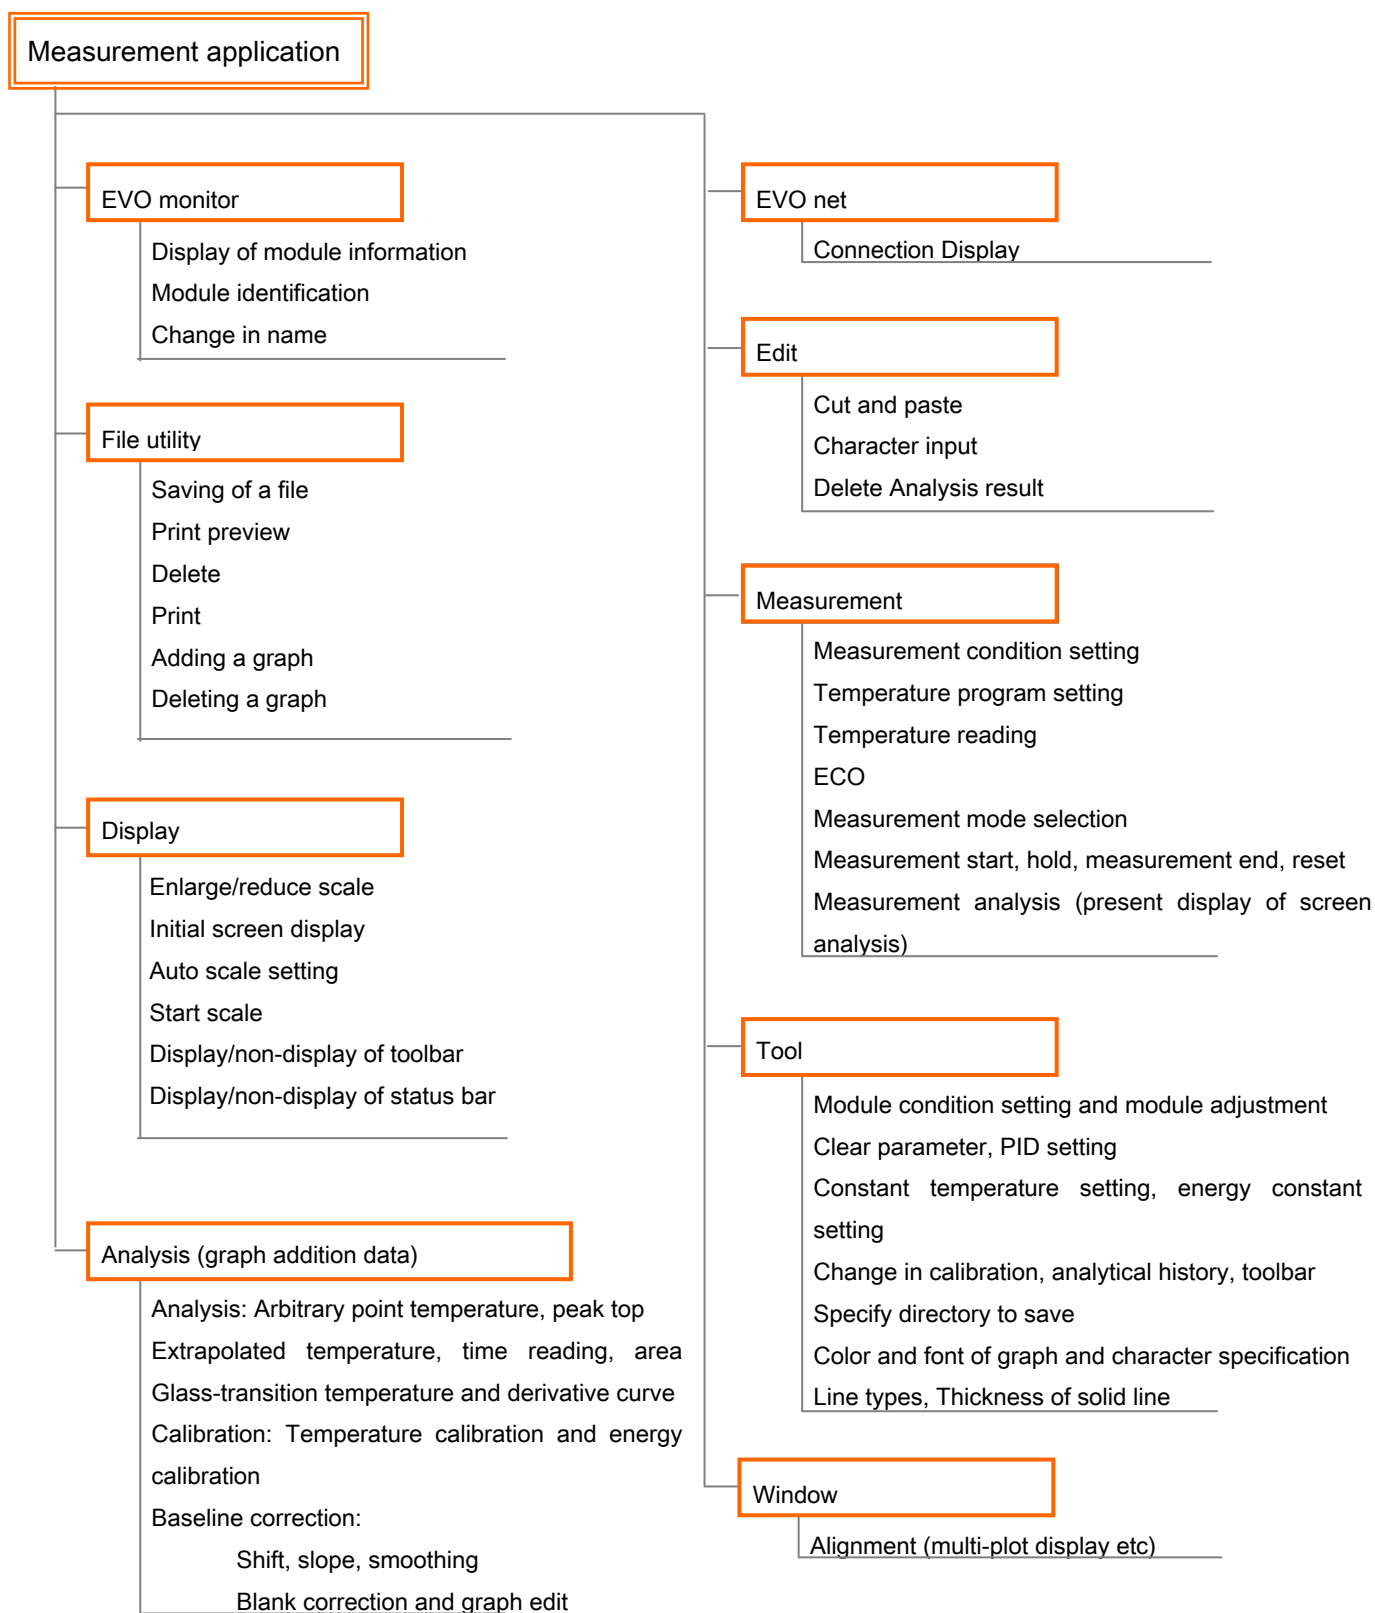 Measurement application
EVO monitor
Display of module information
Module identification
Change in name
File utility
Saving of a file
Print preview
Delete
Print
Adding a graph
Deleting a graph
Display
Enlarge/reduce scale
Initial screen display
Auto scale setting
Start scale
Display/non-display of toolbar
Display/non-display of status bar
Analysis (graph addition data)
Analysis: Arbitrary point temperature, peak top
Extrapolated temperature, time reading, area
Glass-transition temperature and derivative curve
Calibration: Temperature calibration and energy
calibration
Baseline correction:
Shift, slope, smoothing
Blank correction and graph edit
EVO net
Connection Display
Edit
Cut and paste
Character input
Delete Analysis result
Measurement
Measurement condition setting
Temperature program setting
Temperature reading
ECO
Measurement mode selection
Measurement start, hold, measurement end, reset
Measurement analysis (present display of screen
analysis)
Tool
Module condition setting and module adjustment
Clear parameter, PID setting
Constant temperature setting, energy constant
setting
Change in calibration, analytical history, toolbar
Specify directory to save
Color and font of graph and character specification
Line types, Thickness of solid line
Window
Alignment (multi-plot display etc)